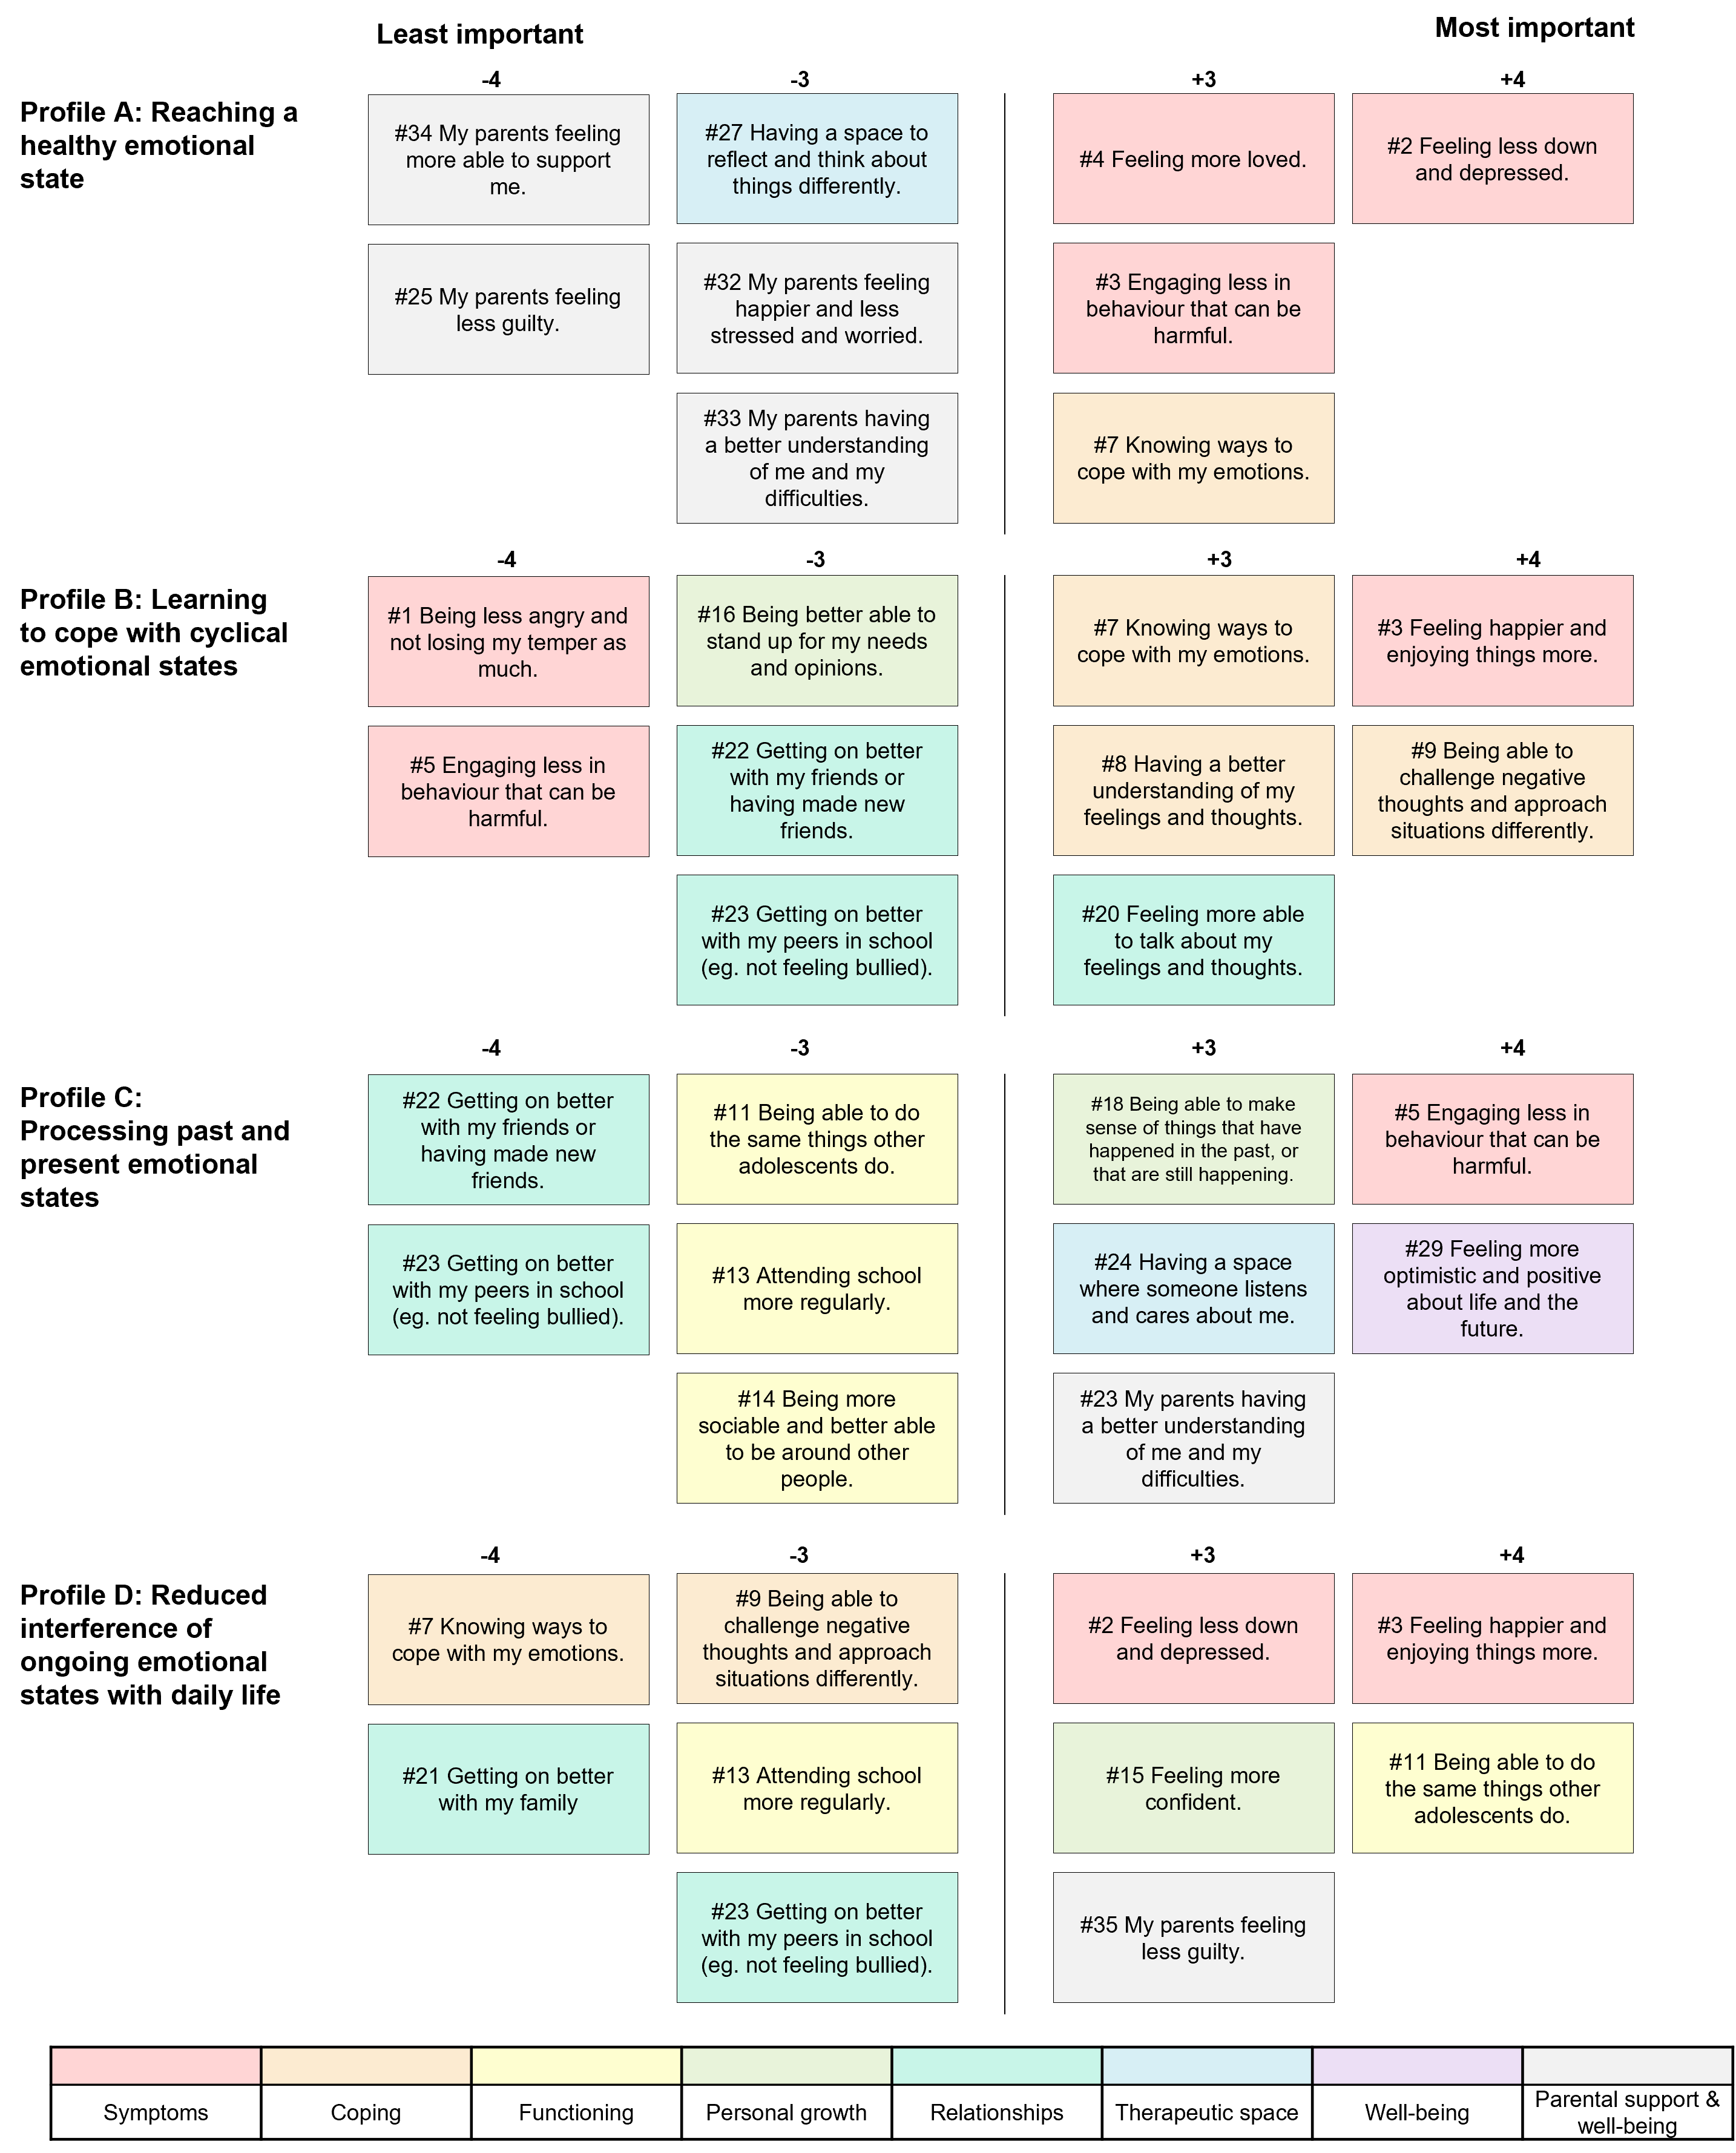 Least important
Most important
-4
-3
+3
+4
Profile A: Reaching a
healthy emotional
state
#34 My parents feeling
more able to support
me.
#25 My parents feeling
less guilty.
#27 Having a space to
reflect and think about
things differently.
#32 My parents feeling
happier and less
stressed and worried.
#33 My parents having
a better understanding
of me and my
difficulties.
#4 Feeling more loved.
#3 Engaging less in
behaviour that can be
harmful.
#7 Knowing ways to
cope with my emotions.
#2 Feeling less down
and depressed.
-4
-3
+3
+4
Profile B: Learning
to cope with cyclical
emotional states
#1 Being less angry and
not losing my temper as
much.
#5 Engaging less in
behaviour that can be
harmful.
#16 Being better able to
stand up for my needs
and opinions.
#22 Getting on better
with my friends or
having made new
friends.
#23 Getting on better
with my peers in school
(eg. not feeling bullied).
#7 Knowing ways to
cope with my emotions.
#8 Having a better
understanding of my
feelings and thoughts.
#20 Feeling more able
to talk about my
feelings and thoughts.
#3 Feeling happier and
enjoying things more.
#9 Being able to
challenge negative
thoughts and approach
situations differently.
-4
-3
+3
+4
Profile C:
Processing past and
present emotional
states
#22 Getting on better
with my friends or
having made new
friends.
#23 Getting on better
with my peers in school
(eg. not feeling bullied).
#11 Being able to do
the same things other
adolescents do.
#13 Attending school
more regularly.
#14 Being more
sociable and better able
to be around other
people.
#18 Being able to make
sense of things that have
happened in the past, or
that are still happening.
#24 Having a space
where someone listens
and cares about me.
#23 My parents having
a better understanding
of me and my
difficulties.
#5 Engaging less in
behaviour that can be
harmful.
#29 Feeling more
optimistic and positive
about life and the
future.
-4
-3
+3
+4
Profile D: Reduced
interference of
ongoing emotional
states with daily life
#7 Knowing ways to
cope with my emotions.
#21 Getting on better
with my family
#9 Being able to
challenge negative
thoughts and approach
situations differently.
#13 Attending school
more regularly.
#23 Getting on better
with my peers in school
(eg. not feeling bullied).
#2 Feeling less down
and depressed.
#15 Feeling more
confident.
#35 My parents feeling
less guilty.
#3 Feeling happier and
enjoying things more.
#11 Being able to do
the same things other
adolescents do.
Symptoms
Coping
Functioning
Personal growth
Relationships
Therapeutic space
Well-being
Parental support &
well-being